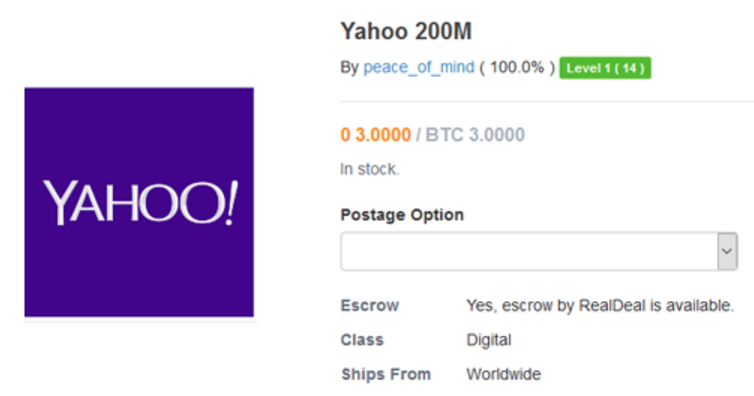 YAHOO!
Yahoo 200M
By peace_of_mind ( 100.0% ) Level 1 ( 14 )
0 3.0000 / BTC 3.0000
In stock.
Postage Option
Escrow Yes, escrow by RealDeal is available.
Class Digital
Ships From Worldwide